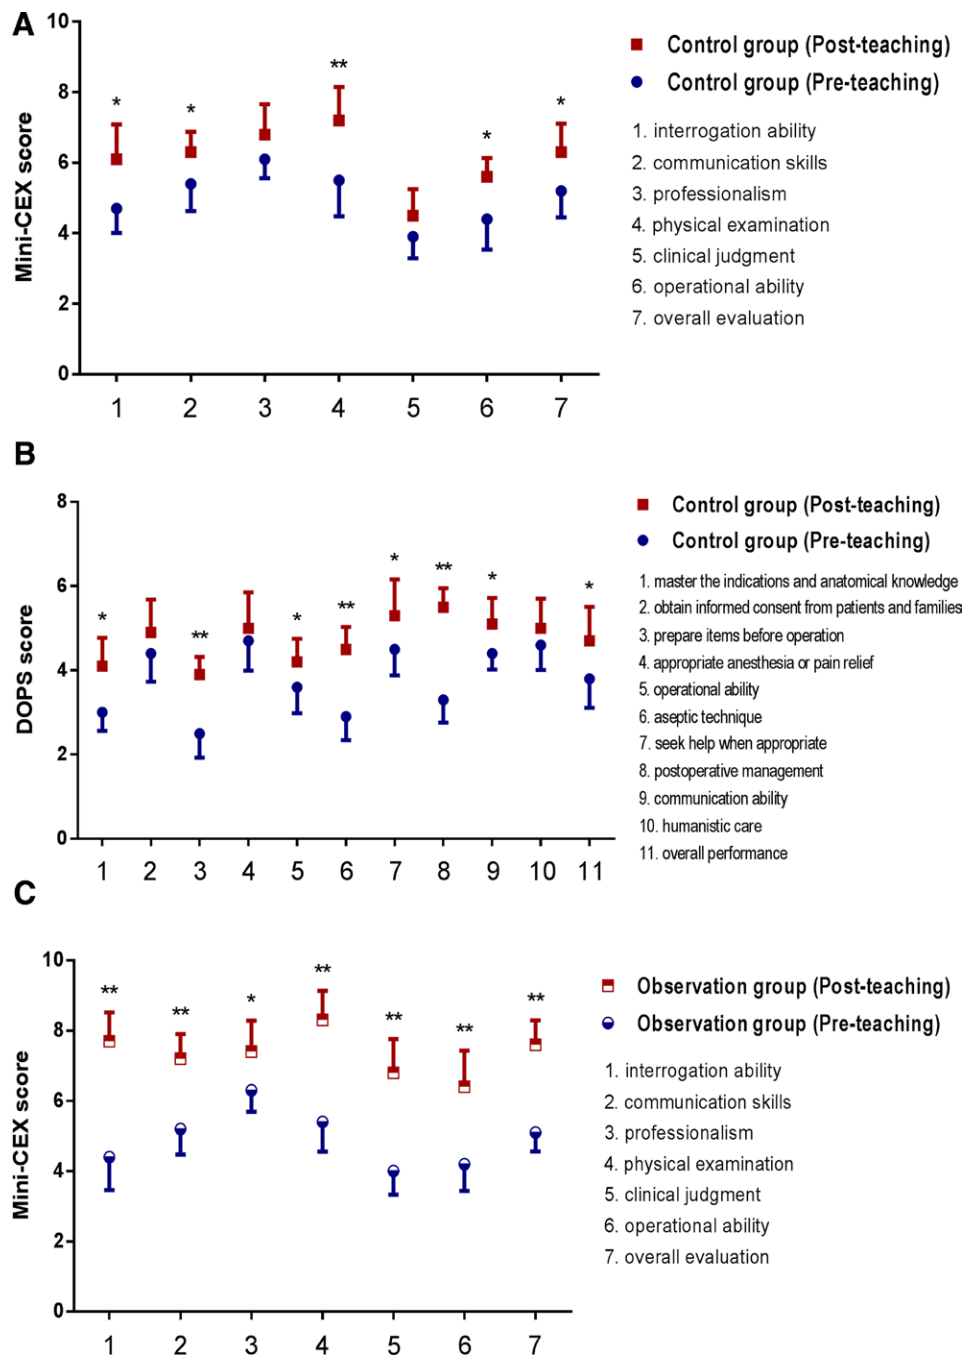 A
10
8
6
4
2
0
Mini-CEX score
*
*
**
*
*
1 2 3 4 5 6 7
Control group (Post-teaching)
Control group (Pre-teaching)
1. interrogation ability
2. communication skills
3. professionalism
4. physical examination
5. clinical judgment
6. operational ability
7. overall evaluation
B
8
6
4
2
0
DOPS score
*
**
*
**
*
**
*
*
1 2 3 4 5 6 7 8 9 10 11
Control group (Post-teaching)
Control group (Pre-teaching)
1. master the indications and anatomical knowledge
2. obtain informed consent from patients and families
3. prepare items before operation
4. appropriate anesthesia or pain relief
5. operational ability
6. aseptic technique
7. seek help when appropriate
8. postoperative management
9. communication ability
10. humanistic care
11. overall performance
C
10
8
6
4
2
0
Mini-CEX score
**
**
*
**
**
**
**
1 2 3 4 5 6 7
Observation group (Post-teaching)
Observation group (Pre-teaching)
1. interrogation ability
2. communication skills
3. professionalism
4. physical examination
5. clinical judgment
6. operational ability
7. overall evaluation